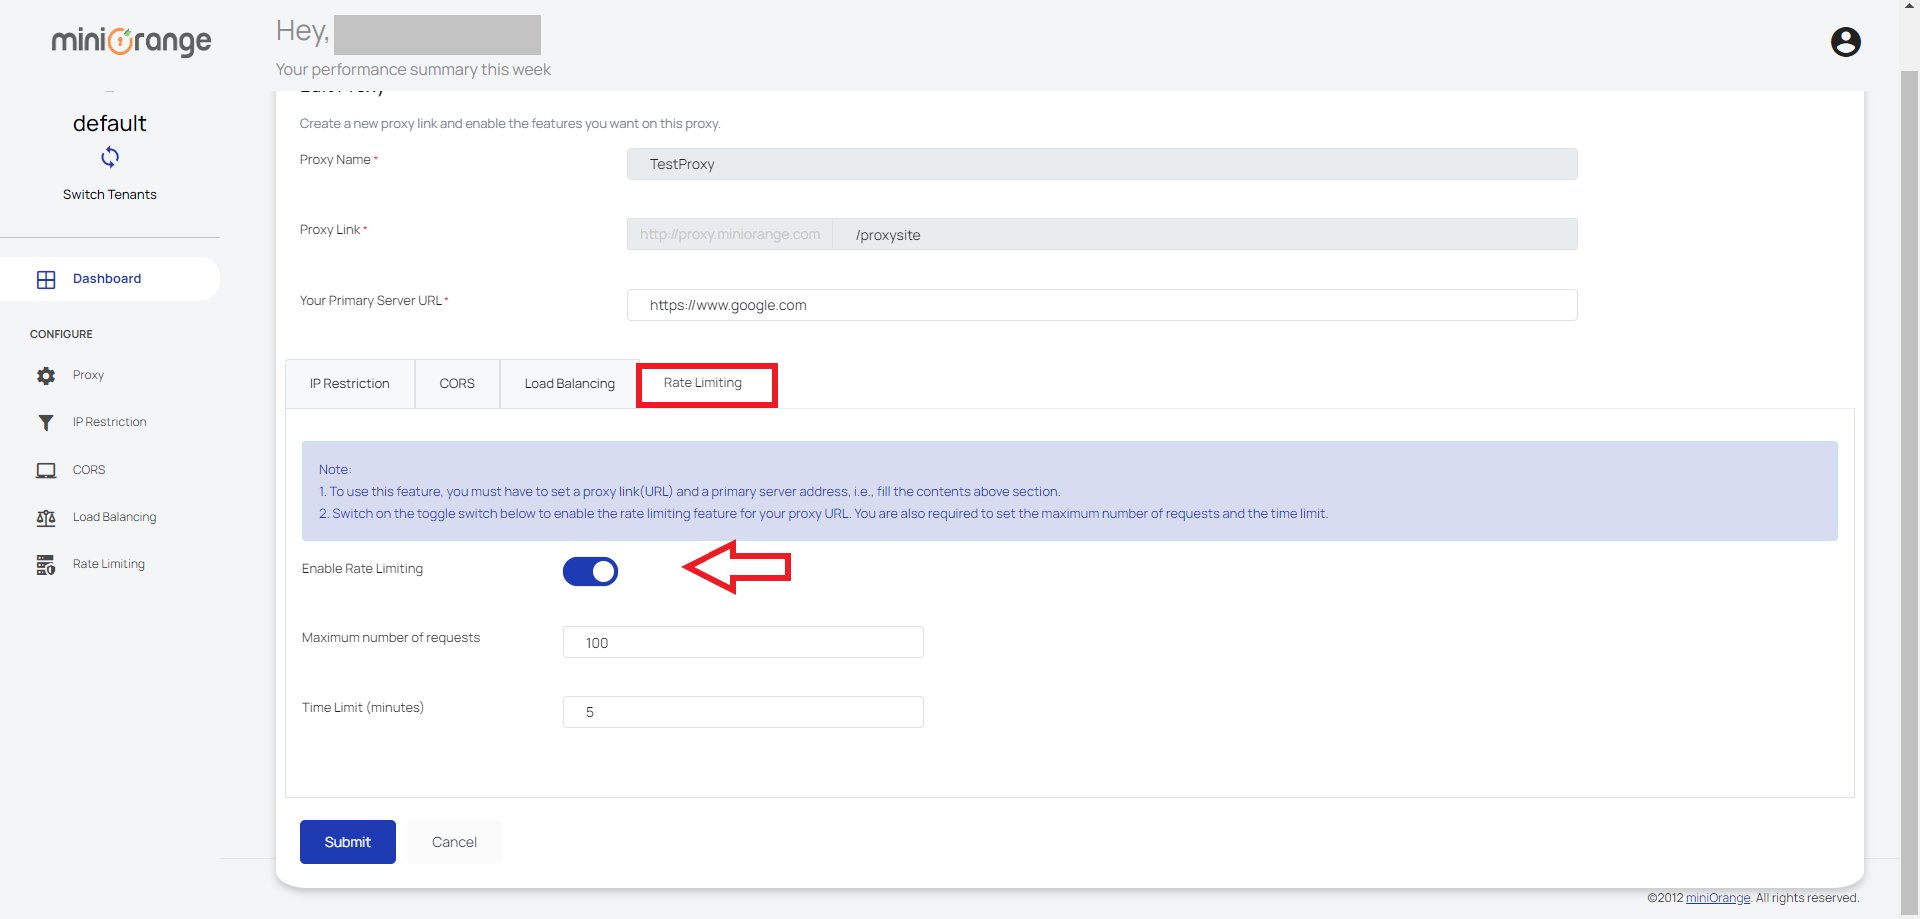 miniOrange
Hey,
Your performance summary this week
default
Switch Tenants
Dashboard
CONFIGURE
Proxy
IP Restriction
CORS
Load Balancing
Rate Limiting
Edit Proxy
Create a new proxy link and enable the features you want on this proxy.
Proxy Name *
TestProxy
Proxy Link *
http://proxy.miniorange.com /proxysite
Your Primary Server URL *
https://www.google.com
IP Restriction CORS Load Balancing Rate Limiting
Note:
1. To use this feature, you must have to set a proxy link(URL) and a primary server address, i.e., fill the contents above section.
2. Switch on the toggle switch below to enable the rate limiting feature for your proxy URL. You are also required to set the maximum number of requests and the time limit.
Enable Rate Limiting
Maximum number of requests
100
Time Limit (minutes)
5
Submit Cancel
©2012 miniOrange. All rights reserved.